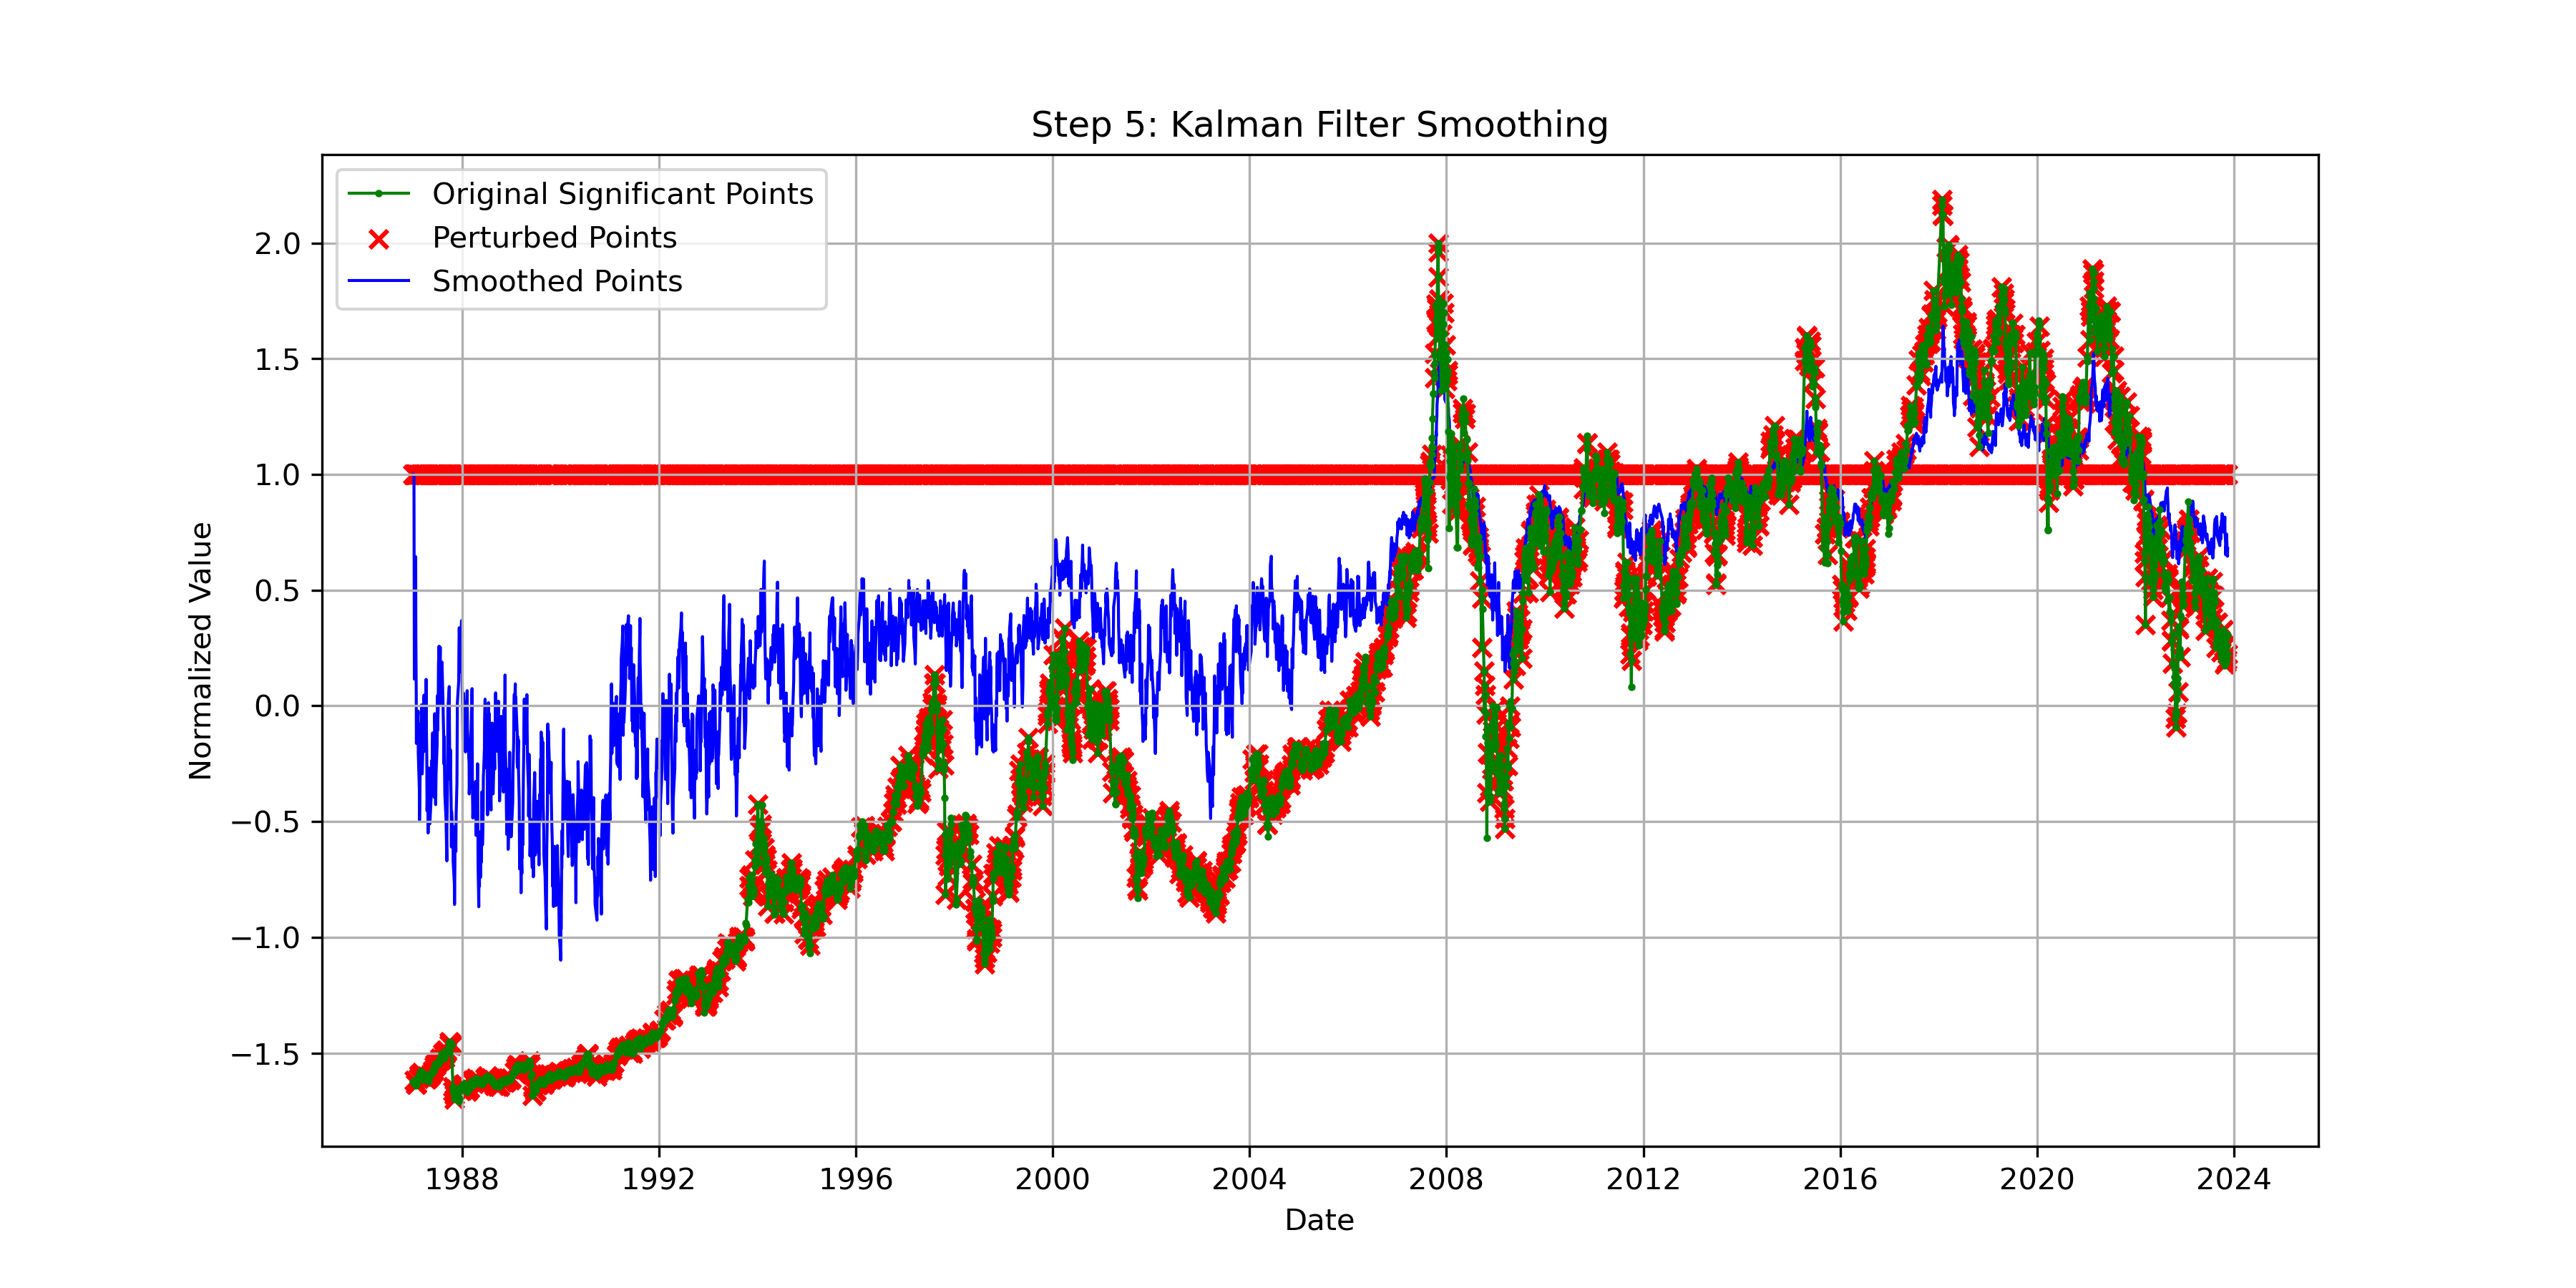 Step 5: Kalman Filter Smoothing
Original Significant Points
Perturbed Points
Smoothed Points
Normalized Value
2.0
1.5
1.0
0.5
0.0
−0.5
−1.0
−1.5
1988 1992 1996 2000 2004 2008 2012 2016 2020 2024
Date